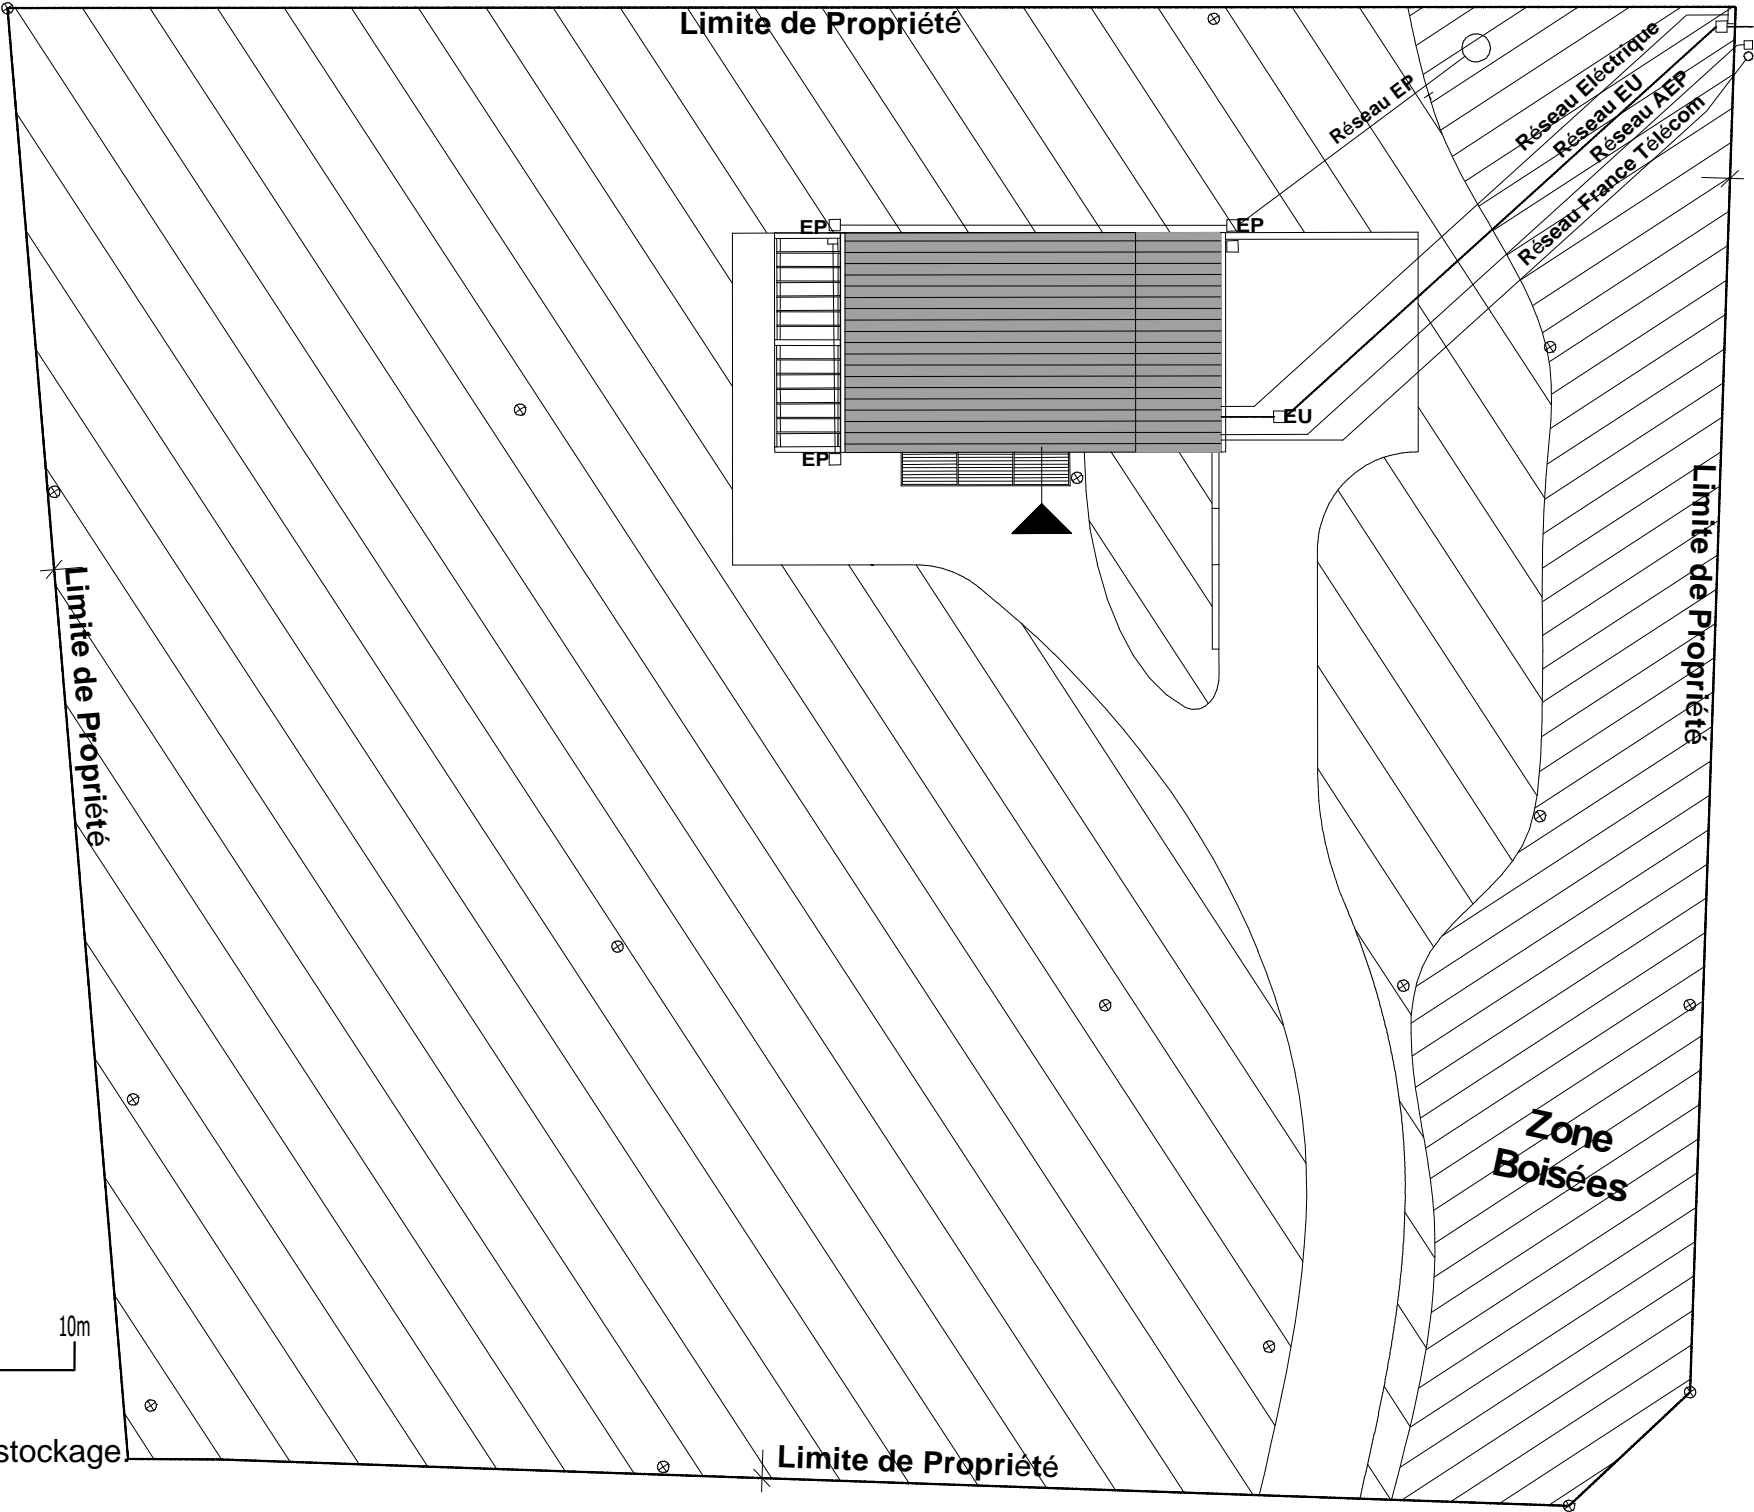 Limite de Propriété
Réseau EP
Réseau Eléctrique
Réseau EU
Réseau AEP
Réseau France Télécom
EP
EP
EU
EP
Limite de Propriété
Limite de Propriété
Zone
Boisées
10m
stockage.
Limite de Propriété